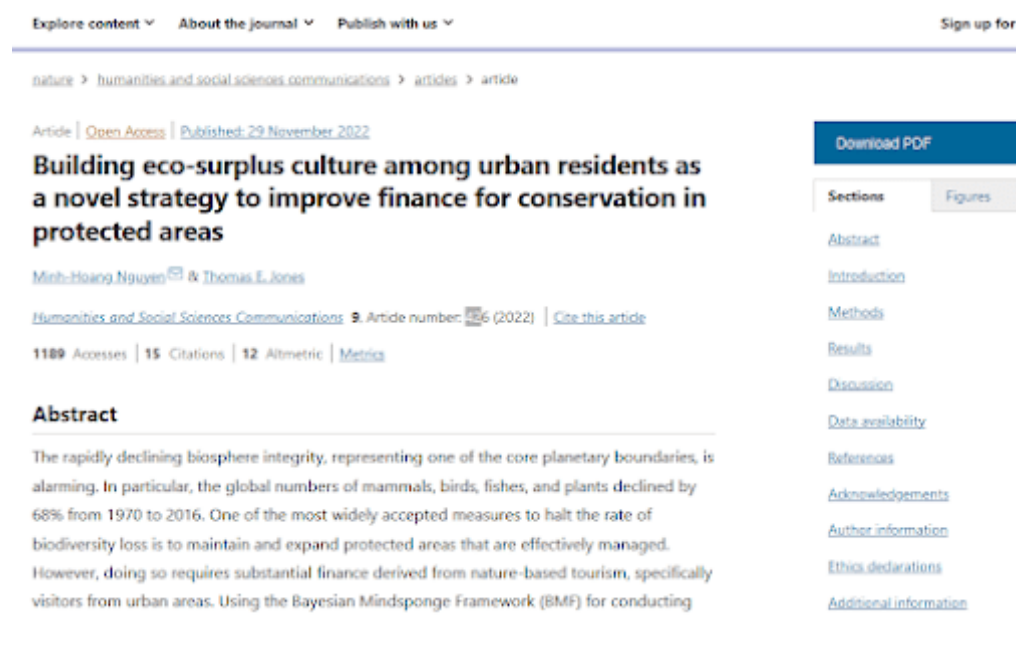 Explore content About the journal Publish with us Sign up for
nature > humanities and social sciences communications > articles > article
Article | Open Access | Published: 29 November 2022
Building eco-surplus culture among urban residents as
a novel strategy to improve finance for conservation in
protected areas
Minh-Hoang Nguyen & Thomas E. Jones
Humanities and Social Sciences Communications 9, Article number: (2022) | Cite this article
1189 Accesses | 15 Citations | 12 Altmetric | Metrics
Abstract
The rapidly declining biosphere integrity, representing one of the core planetary boundaries, is
alarming. In particular, the global numbers of mammals, birds, fishes, and plants declined by
68% from 1970 to 2016. One of the most widely accepted measures to halt the rate of
biodiversity loss is to maintain and expand protected areas that are effectively managed.
However, doing so requires substantial finance derived from nature-based tourism, specifically
visitors from urban areas. Using the Bayesian Mindsponge Framework (BMF) for conducting
Download PDF
Sections Figures
Abstract
Introduction
Methods
Results
Discussion
Data availability
References
Acknowledgements
Author information
Ethics declarations
Additional information